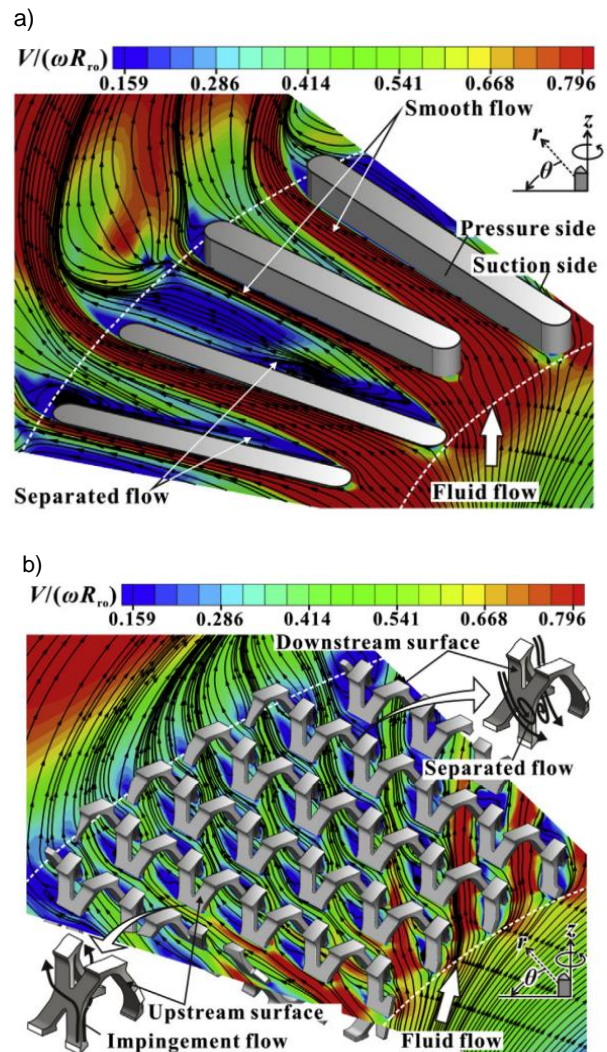 a)
V/(ωRro)
0.159 0.286 0.414 0.541 0.668 0.796
Smooth flow
z
r
θ
Pressure side
Suction side
Separated flow
Fluid flow
b)
V/(ωRro)
0.159 0.286 0.414 0.541 0.668 0.796
Downstream surface
Separated flow
z
r
θ
Upstream surface
Impingement flow
Fluid flow